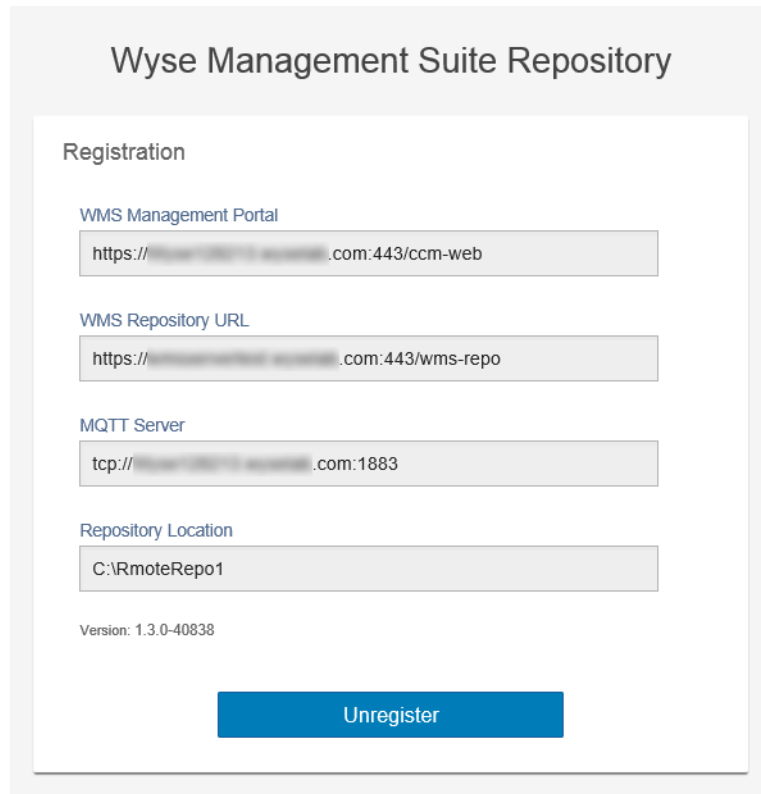 Wyse Management Suite Repository
Registration
WMS Management Portal
https:// .com:443/ccm-web
WMS Repository URL
https:// .com:443/wms-repo
MQTT Server
tcp:// .com:1883
Repository Location
C:\RmoteRepo1
Version: 1.3.0-40838
Unregister